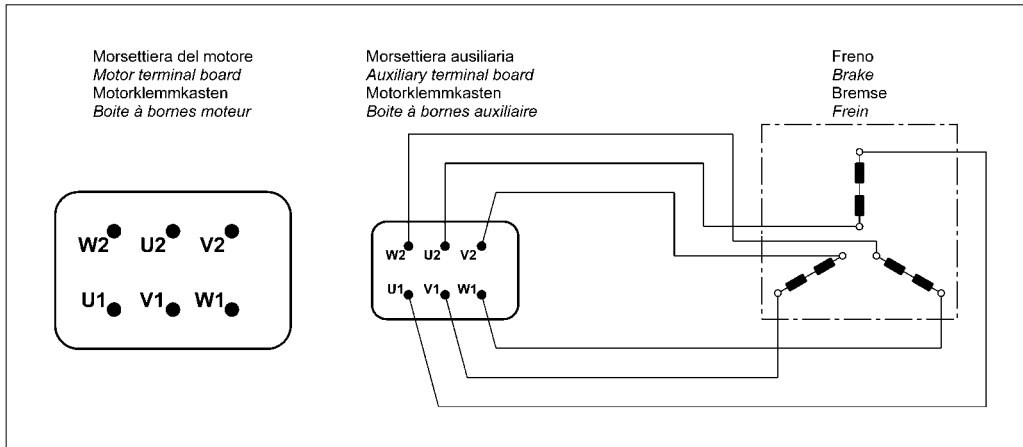 Morsettiera del motore
Motor terminal board
Motorklemmkasten
Boite à bornes moteur
Morsettiera ausiliaria
Auxiliary terminal board
Motorklemmkasten
Boite à bornes auxiliaire
Freno
Brake
Bremse
Frein
W2 U2 V2
U1 V1 W1
W2 U2 V2
U1 V1 W1